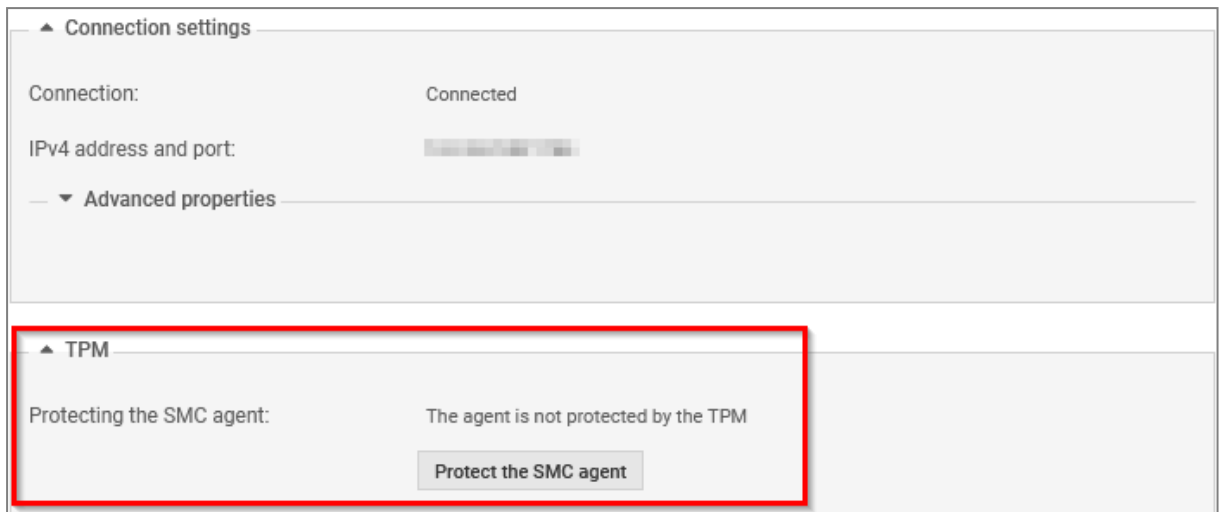 Connection settings
Connection: Connected
IPv4 address and port:
Advanced properties
TPM
Protecting the SMC agent: The agent is not protected by the TPM
Protect the SMC agent